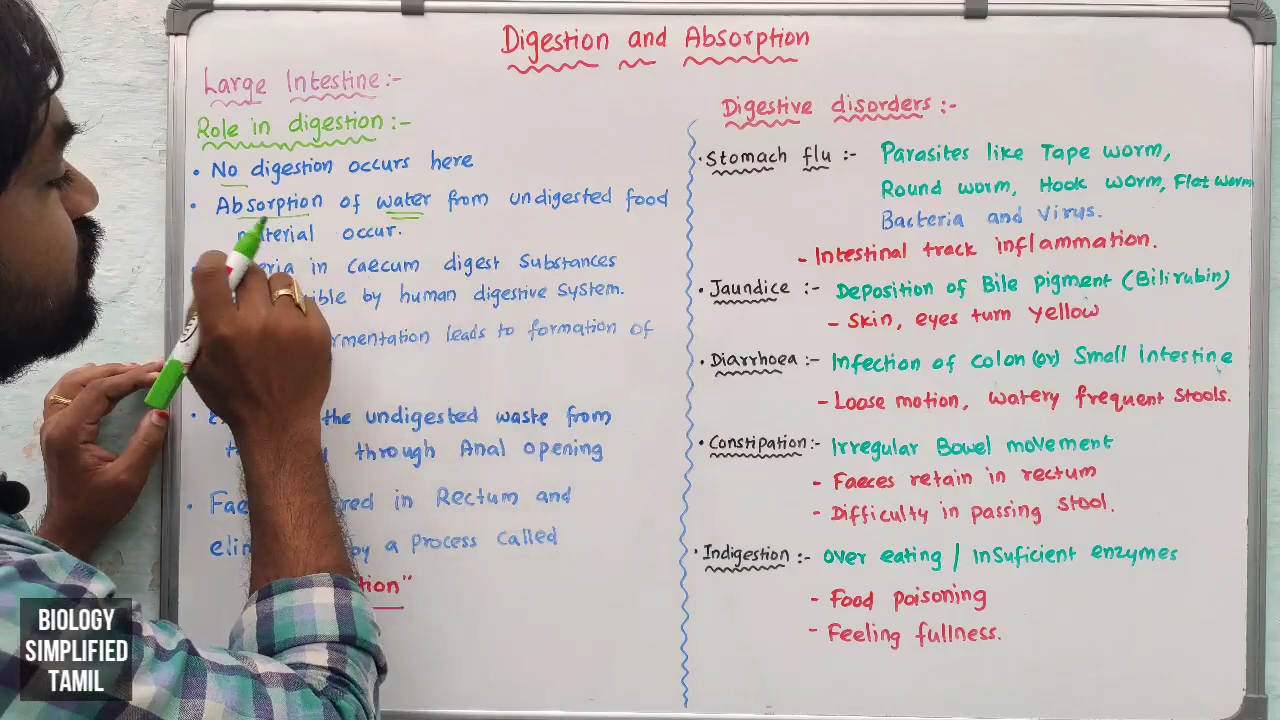 Digestion and Absorption
Large Intestine :-
Role in digestion :-
• No digestion occurs here
• Absorption of water from undigested food
material occur.
in caecum digest Substances
by human digestive System.
leads to formation of
• the undigested waste from
through Anal opening
• in Rectum and
by a Process called
Digestive disorders :-
• Stomach flu :- Parasites like Tape worm,
Round worm, Hook worm, Flat worm
Bacteria and Virus.
- Intestinal track inflammation.
• Jaundice :- Deposition of Bile pigment (Bilirubin)
- Skin, eyes turn yellow
• Diarrhoea :- Infection of colon (or) Small intestine
- Loose motion, watery frequent stools.
• Constipation :- Irregular Bowel movement
- Faeces retain in rectum
- Difficulty in passing stool.
• Indigestion :- over eating / Insuficient enzymes
- Food poisoning
- Feeling fullness.
BIOLOGY
SIMPLIFIED
TAMIL